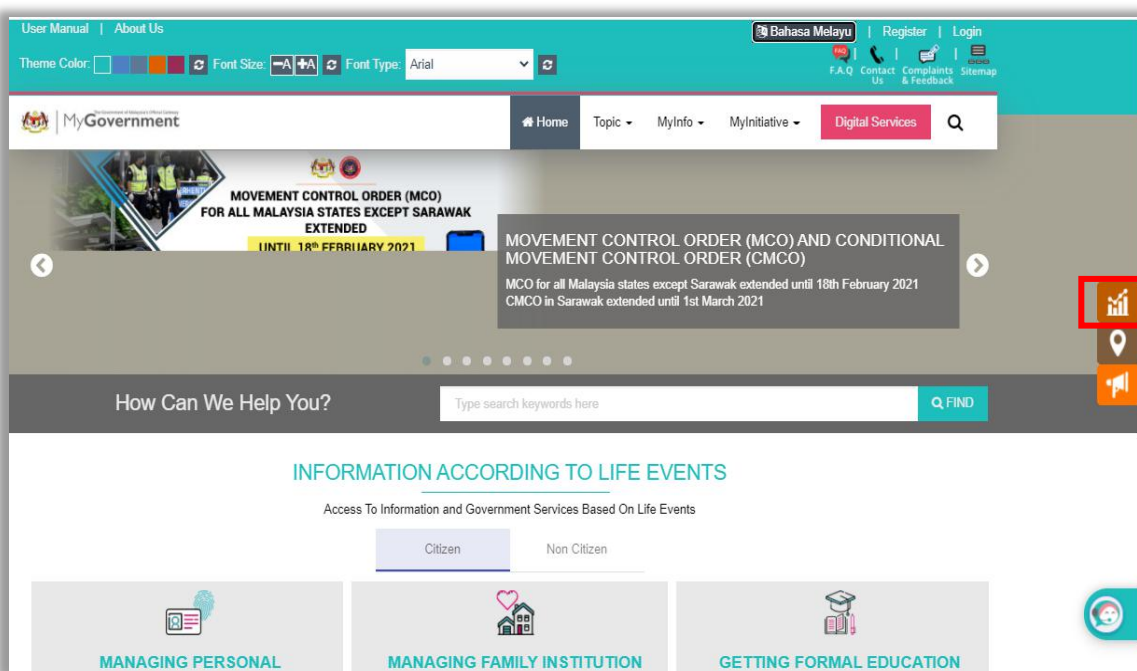 User Manual | About Us
Bahasa Melayu | Register | Login
Theme Color: Font Size: -A +A Font Type: Arial
FAQ
F.A.Q Contact Us Complaints & Feedback Sitemap
MyGovernment
Home Topic MyInfo MyInitiative Digital Services
MOVEMENT CONTROL ORDER (MCO)
FOR ALL MALAYSIA STATES EXCEPT SARAWAK
EXTENDED
UNTIL 18th FEBRUARY 2021
MOVEMENT CONTROL ORDER (MCO) AND CONDITIONAL
MOVEMENT CONTROL ORDER (CMCO)
MCO for all Malaysia states except Sarawak extended until 18th February 2021
CMCO in Sarawak extended until 1st March 2021
How Can We Help You? Type search keywords here FIND
INFORMATION ACCORDING TO LIFE EVENTS
Access To Information and Government Services Based On Life Events
Citizen Non Citizen
MANAGING PERSONAL MANAGING FAMILY INSTITUTION GETTING FORMAL EDUCATION